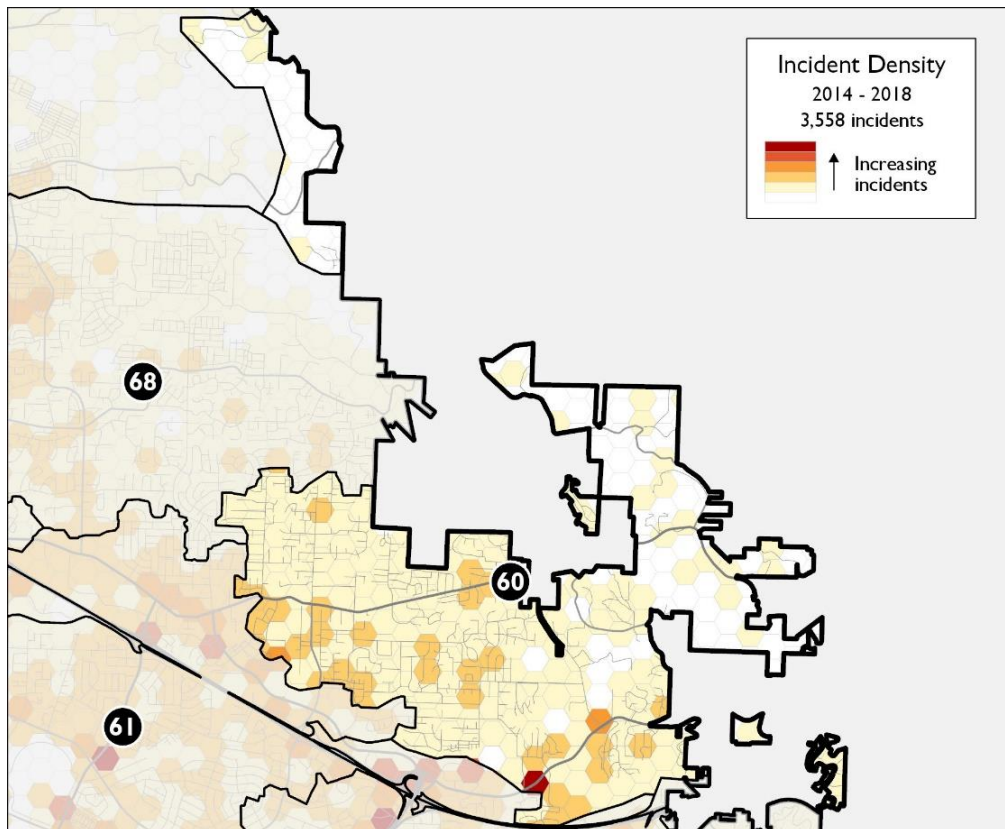 Incident Density
2014 - 2018
3,558 incidents
Increasing
incidents
68
60
61